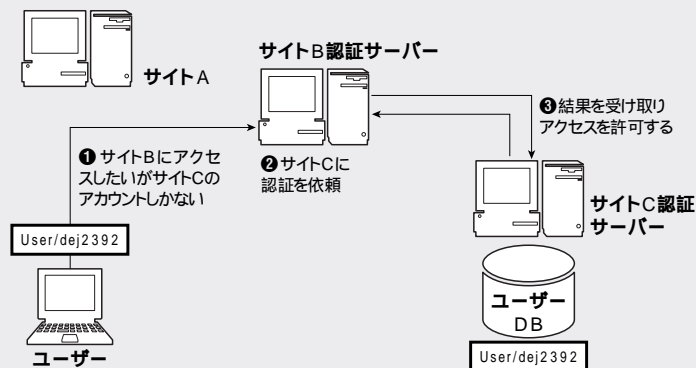 サイトA
サイトB認証サーバー
❸結果を受け取り
アクセスを許可する
❶サイトBにアクセ
スしたいがサイトCの
アカウントしかない
❷サイトCに
認証を依頼
サイトC認証
サーバー
User/dej2392
ユーザー
ユーザー
DB
User/dej2392